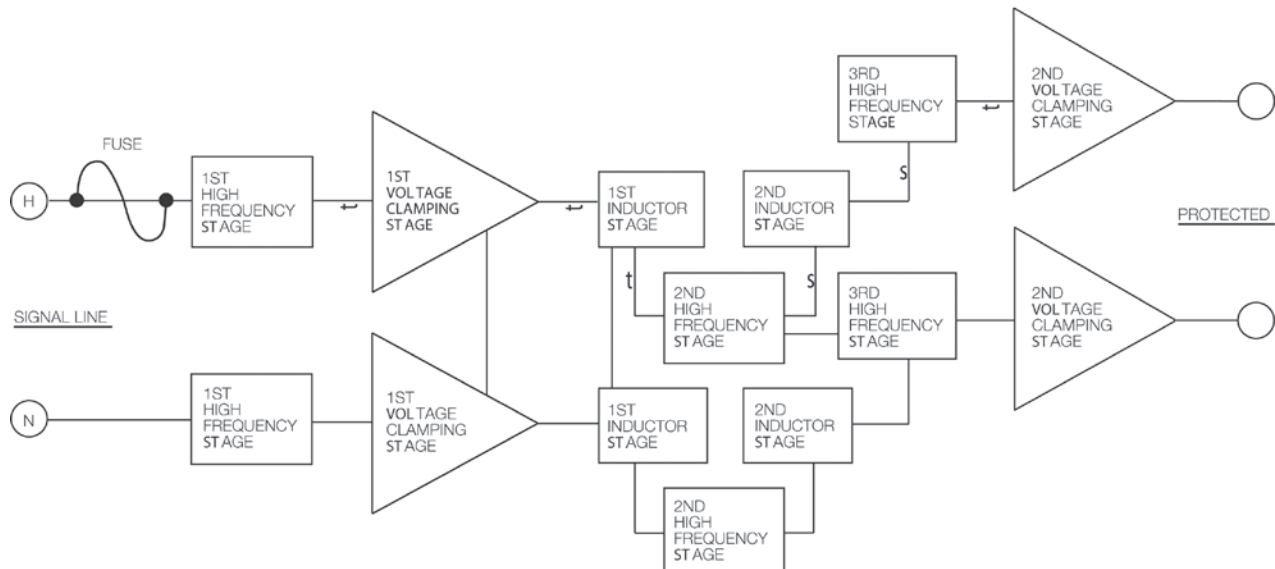 FUSE
H
1ST
HIGH
FREQUENCY
STAGE
t
1ST
VOLTAGE
CLAMPING
STAGE
t
1ST
INDUCTOR
STAGE
t
2ND
HIGH
FREQUENCY
STAGE
s
2ND
INDUCTOR
STAGE
s
3RD
HIGH
FREQUENCY
STAGE
t
2ND
VOLTAGE
CLAMPING
STAGE
PROTECTED
SIGNAL LINE
N
1ST
HIGH
FREQUENCY
STAGE
1ST
VOLTAGE
CLAMPING
STAGE
1ST
INDUCTOR
STAGE
2ND
HIGH
FREQUENCY
STAGE
2ND
INDUCTOR
STAGE
3RD
HIGH
FREQUENCY
STAGE
2ND
VOLTAGE
CLAMPING
STAGE